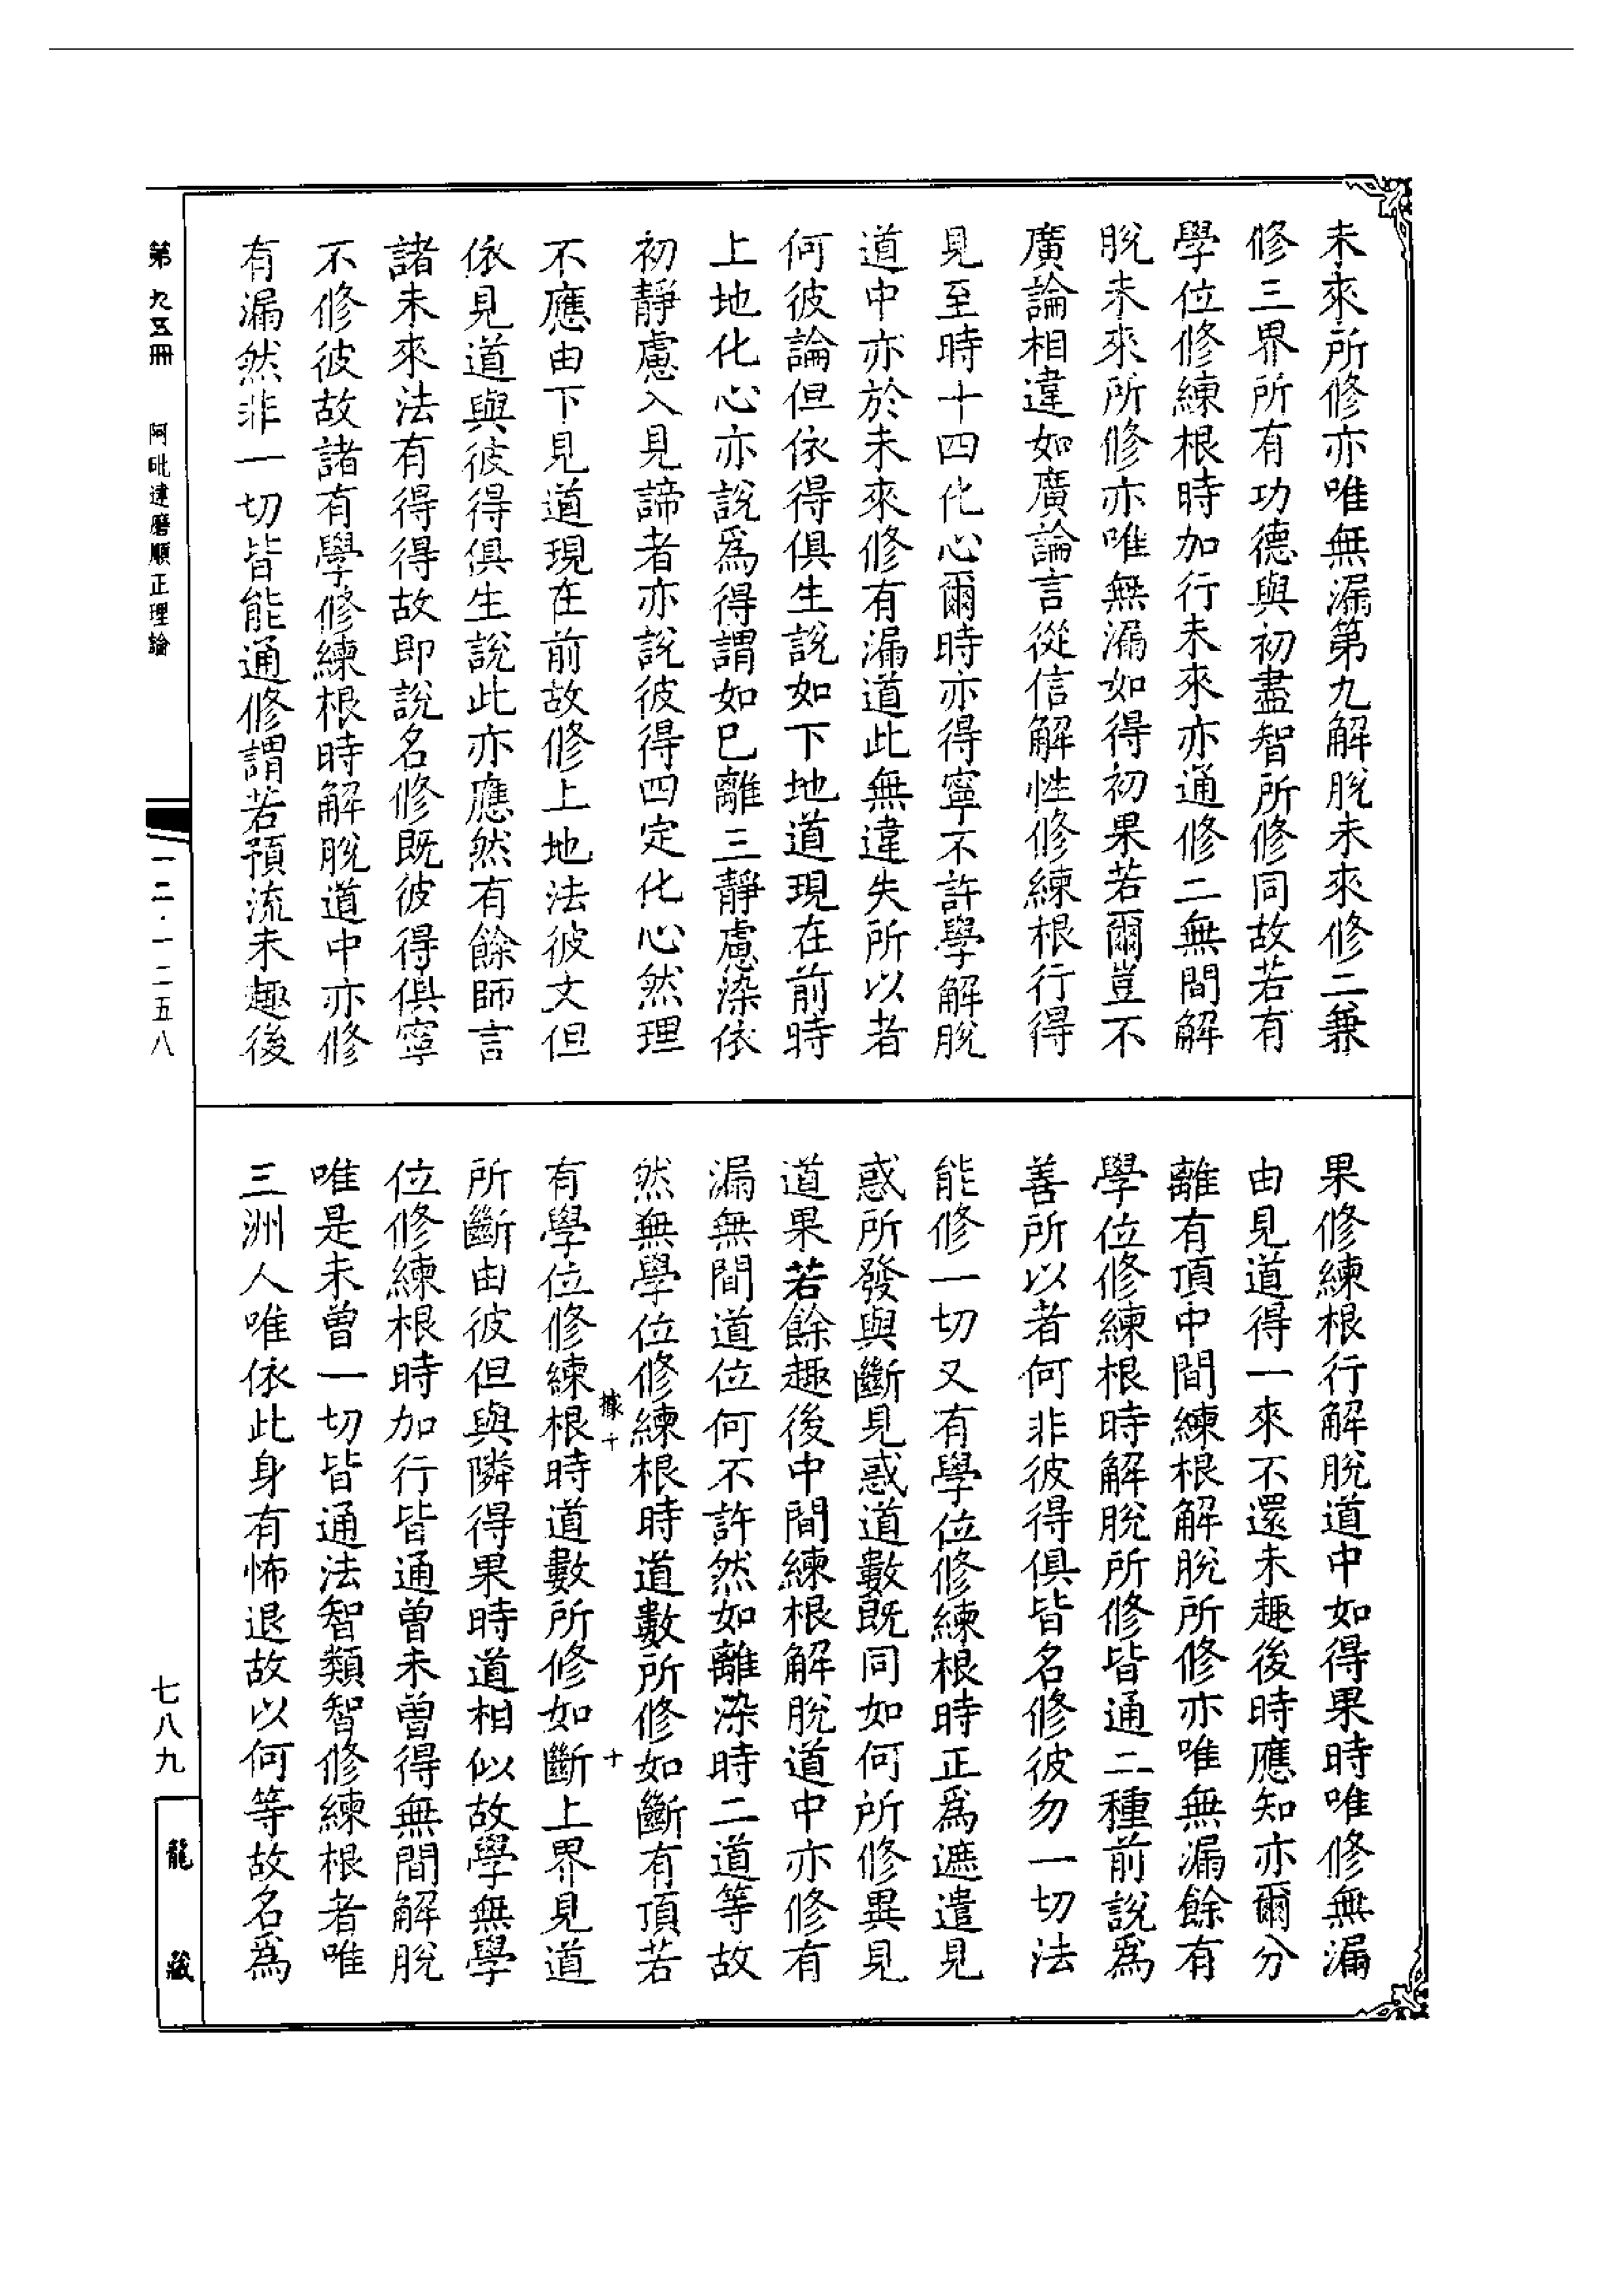 未來所修亦唯無漏第九解脫未來修二兼
修三界所有功德與初盡智所修同故若有
學位修練根時加行未來亦通修二無間解
脫未來所修亦唯無漏如得初果若爾豈不
廣論相違如廣論言從信解性修練根行得
見至時十四化心爾時亦得寧不許學解脫
道中亦於未來修有漏道此無違失所以者
何彼論但依得俱生說如下地道現在前時
上地化心亦說爲得謂如已離三靜慮染依
初靜慮入見諦者亦說彼得四定化心然理
不應由下見道現在前故修上地法彼文但
依見道與彼得俱生說此亦應然有餘師言
諸未來法有得得故即說名修既彼得俱寧
不修彼故諸有學修練根時解脫道中亦修
有漏然非一切皆能通修謂若預流未趣後
果修練根行解脫道中如得果時唯修無漏
由見道得一來不還未趣後時應知亦爾分
離有頂中間練根解脫所修亦唯無漏餘有
學位修練根時解脫所修皆通二種前說爲
善所以者何非彼得俱皆名修彼勿一切法
能修一切又有學位修練根時正爲遮遣見
惑所發與斷見惑道數既同如何所修異見
道果若餘趣後中間練根解脫道中亦修有
漏無間道位何不許然如離染時二道等故
然無學位修練根時道數所修如斷有頂若
據十 十
有學位修練根時道數所修如斷上界見道
所斷由彼但與隣得果時道相似故學無學
位修練根時加行皆通曾未曾得無間解脫
唯是未曾一切皆通法智類智修練根者唯
三洲人唯依此身有怖退故以何等故名爲
第九五冊 阿毗達磨順正理論
一二·一二五八
七八九
龍藏